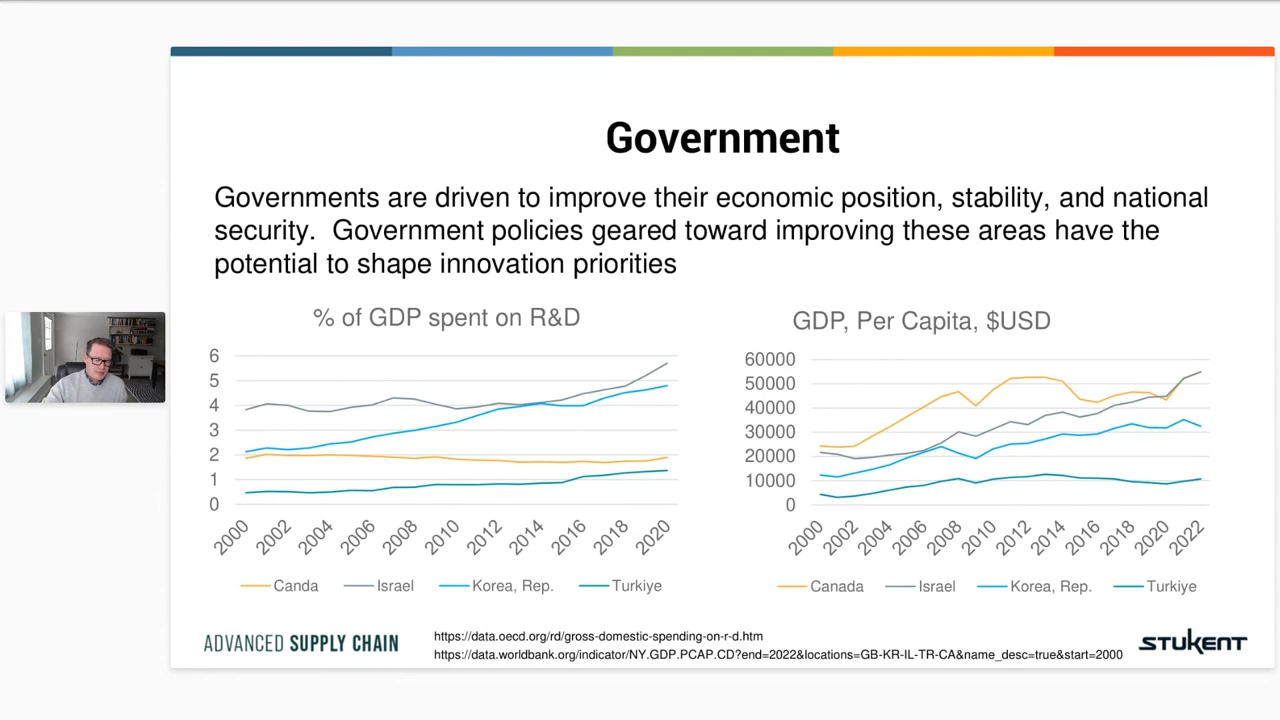 Government
Governments are driven to improve their economic position, stability, and national
security.  Government policies geared toward improving these areas have the
potential to shape innovation priorities
% of GDP spent on R&D
6
5
4
3
2
1
0
2000
2002
2004
2006
2008
2010
2012
2014
2016
2018
2020
Canda
Israel
Korea, Rep.
Turkiye
GDP, Per Capita, $USD
60000
50000
40000
30000
20000
10000
0
2000
2002
2004
2006
2008
2010
2012
2014
2016
2018
2020
2022
Canada
Israel
Korea, Rep.
Turkiye
ADVANCED SUPPLY CHAIN
https://data.oecd.org/rd/gross-domestic-spending-on-r-d.htm
https://data.worldbank.org/indicator/NY.GDP.PCAP.CD?end=2022&locations=GB-KR-IL-TR-CA&name_desc=true&start=2000
STUKENT